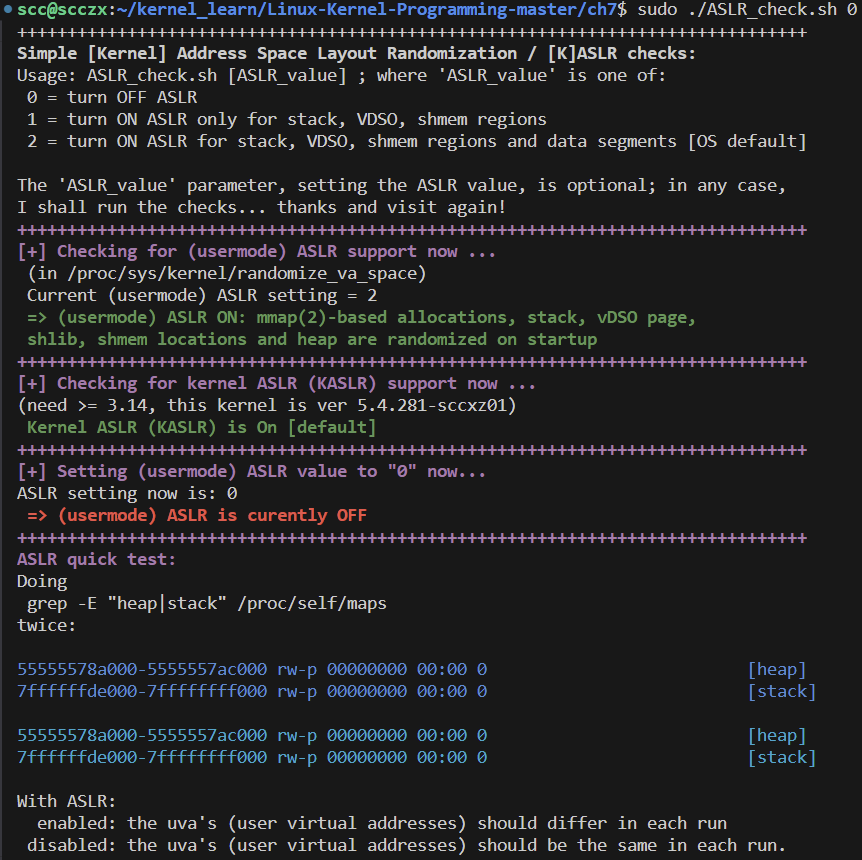 scc@scczx:~/kernel_learn/Linux-Kernel-Programming-master/ch7$ sudo ./ASLR_check.sh 0
+++++++++++++++++++++++++++++++++++++++++++++++++++++++++++++++++++++++++++++++
Simple [Kernel] Address Space Layout Randomization / [K]ASLR checks:
Usage: ASLR_check.sh [ASLR_value] ; where 'ASLR_value' is one of:
 0 = turn OFF ASLR
 1 = turn ON ASLR only for stack, VDSO, shmem regions
 2 = turn ON ASLR for stack, VDSO, shmem regions and data segments [OS default]

The 'ASLR_value' parameter, setting the ASLR value, is optional; in any case,
I shall run the checks... thanks and visit again!
+++++++++++++++++++++++++++++++++++++++++++++++++++++++++++++++++++++++++++++++
[+] Checking for (usermode) ASLR support now ...
 (in /proc/sys/kernel/randomize_va_space)
 Current (usermode) ASLR setting = 2
 => (usermode) ASLR ON: mmap(2)-based allocations, stack, vDSO page,
 shlib, shmem locations and heap are randomized on startup
+++++++++++++++++++++++++++++++++++++++++++++++++++++++++++++++++++++++++++++++
[+] Checking for kernel ASLR (KASLR) support now ...
(need >= 3.14, this kernel is ver 5.4.281-sccxz01)
 Kernel ASLR (KASLR) is On [default]
+++++++++++++++++++++++++++++++++++++++++++++++++++++++++++++++++++++++++++++++
[+] Setting (usermode) ASLR value to "0" now...
ASLR setting now is: 0
 => (usermode) ASLR is curently OFF
+++++++++++++++++++++++++++++++++++++++++++++++++++++++++++++++++++++++++++++++
ASLR quick test:
Doing
 grep -E "heap|stack" /proc/self/maps
twice:

55555578a000-5555557ac000 rw-p 00000000 00:00 0                          [heap]
7ffffffde000-7ffffffff000 rw-p 00000000 00:00 0                          [stack]

55555578a000-5555557ac000 rw-p 00000000 00:00 0                          [heap]
7ffffffde000-7ffffffff000 rw-p 00000000 00:00 0                          [stack]

With ASLR:
  enabled: the uva's (user virtual addresses) should differ in each run
 disabled: the uva's (user virtual addresses) should be the same in each run.